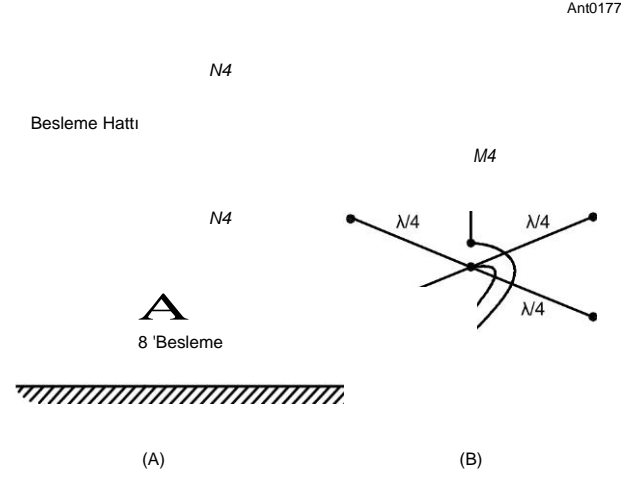 Ant0177
N4
Besleme Hattı
M4
N4
λ/4
λ/4
A
8 'Besleme
λ/4
(A)
(B)